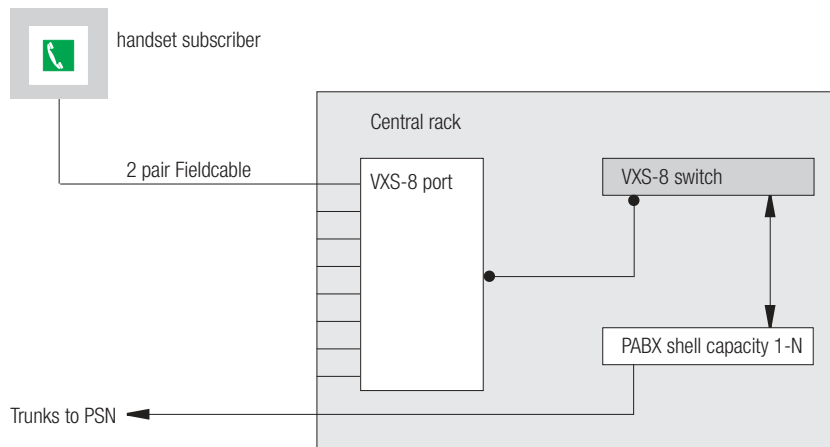 handset subscriber
Central rack
2 pair Fieldcable
VXS-8 port
VXS-8 switch
PABX shell capacity 1-N
Trunks to PSN